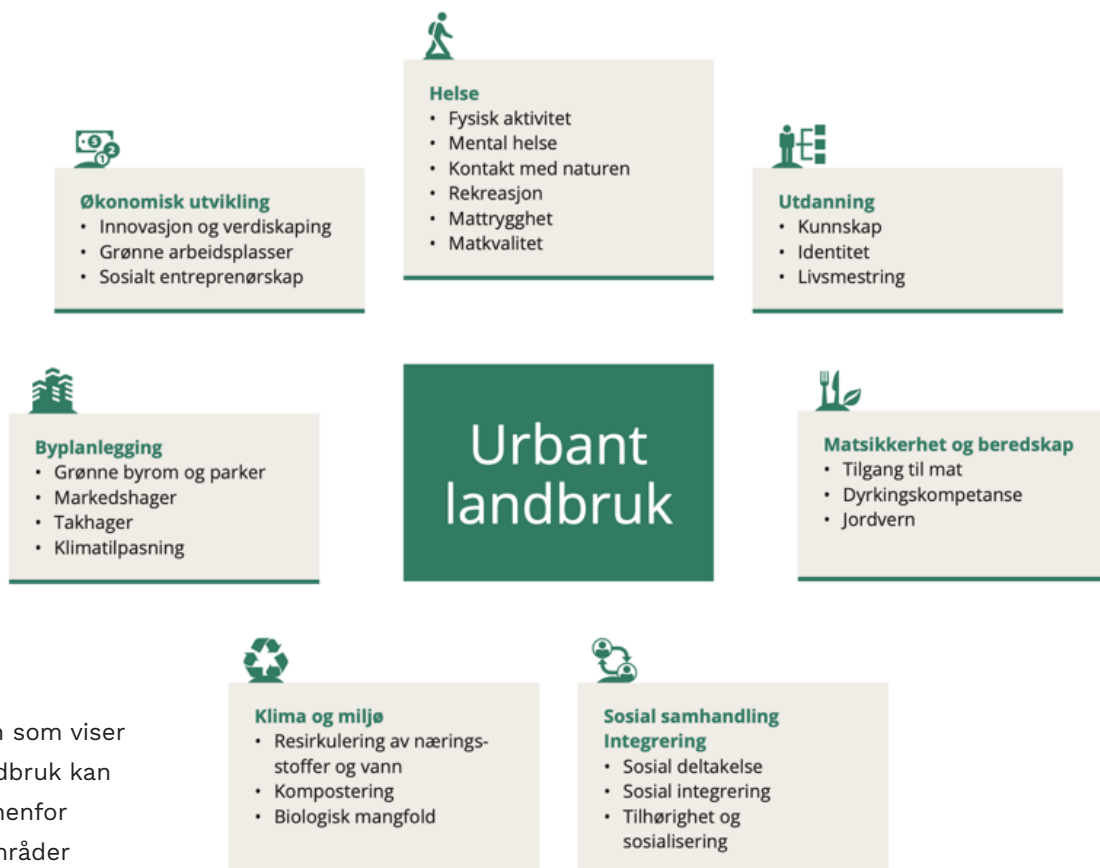 Helse
• Fysisk aktivitet
• Mental helse
• Kontakt med naturen
• Rekreasjon
• Mattrygghet
• Matkvalitet
Økonomisk utvikling
• Innovasjon og verdiskaping
• Grønne arbeidsplasser
• Sosialt entreprenørskap
Utdanning
• Kunnskap
• Identitet
• Livsmestring
Byplanlegging
• Grønne byrom og parker
• Markedshager
• Takhager
• Klimatilpasning
Urbant
landbruk
Matsikkerhet og beredskap
• Tilgang til mat
• Dyrkingskompetanse
• Jordvern
Klima og miljø
• Resirkulering av nærings-
stoffer og vann
• Kompostering
• Biologisk mangfold
Sosial samhandling
Integrering
• Sosial deltakelse
• Sosial integrering
• Tilhørighet og
sosialisering
som viser
kan